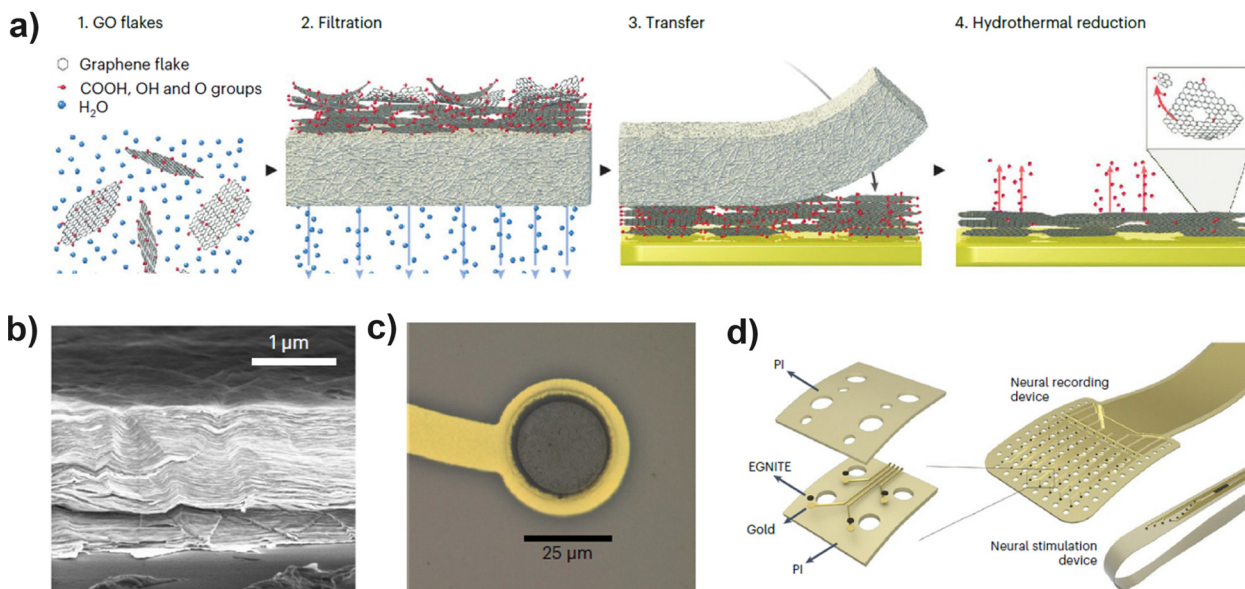 a)
1. GO flakes
2. Filtration
3. Transfer
4. Hydrothermal reduction
Graphene flake
COOH, OH and O groups
H₂O
b)
1 µm
c)
25 µm
d)
PI
EGNITE
Gold
PI
Neural recording
device
Neural stimulation
device